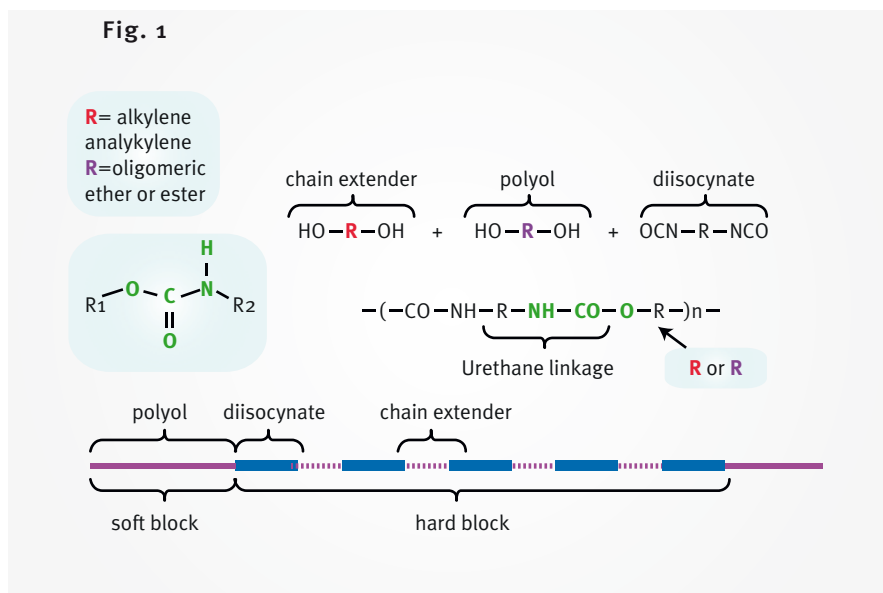 Fig. 1
R= alkylene
analykylene
R=oligomeric
ether or ester
chain extender
polyol
diisocynate
HO—R—OH + HO—R—OH + OCN—R—NCO
H
R1 O C N R2
O
—(—CO—NH—R—NH—CO—O—R—)n—
Urethane linkage
R or R
polyol
diisocynate
chain extender
soft block
hard block